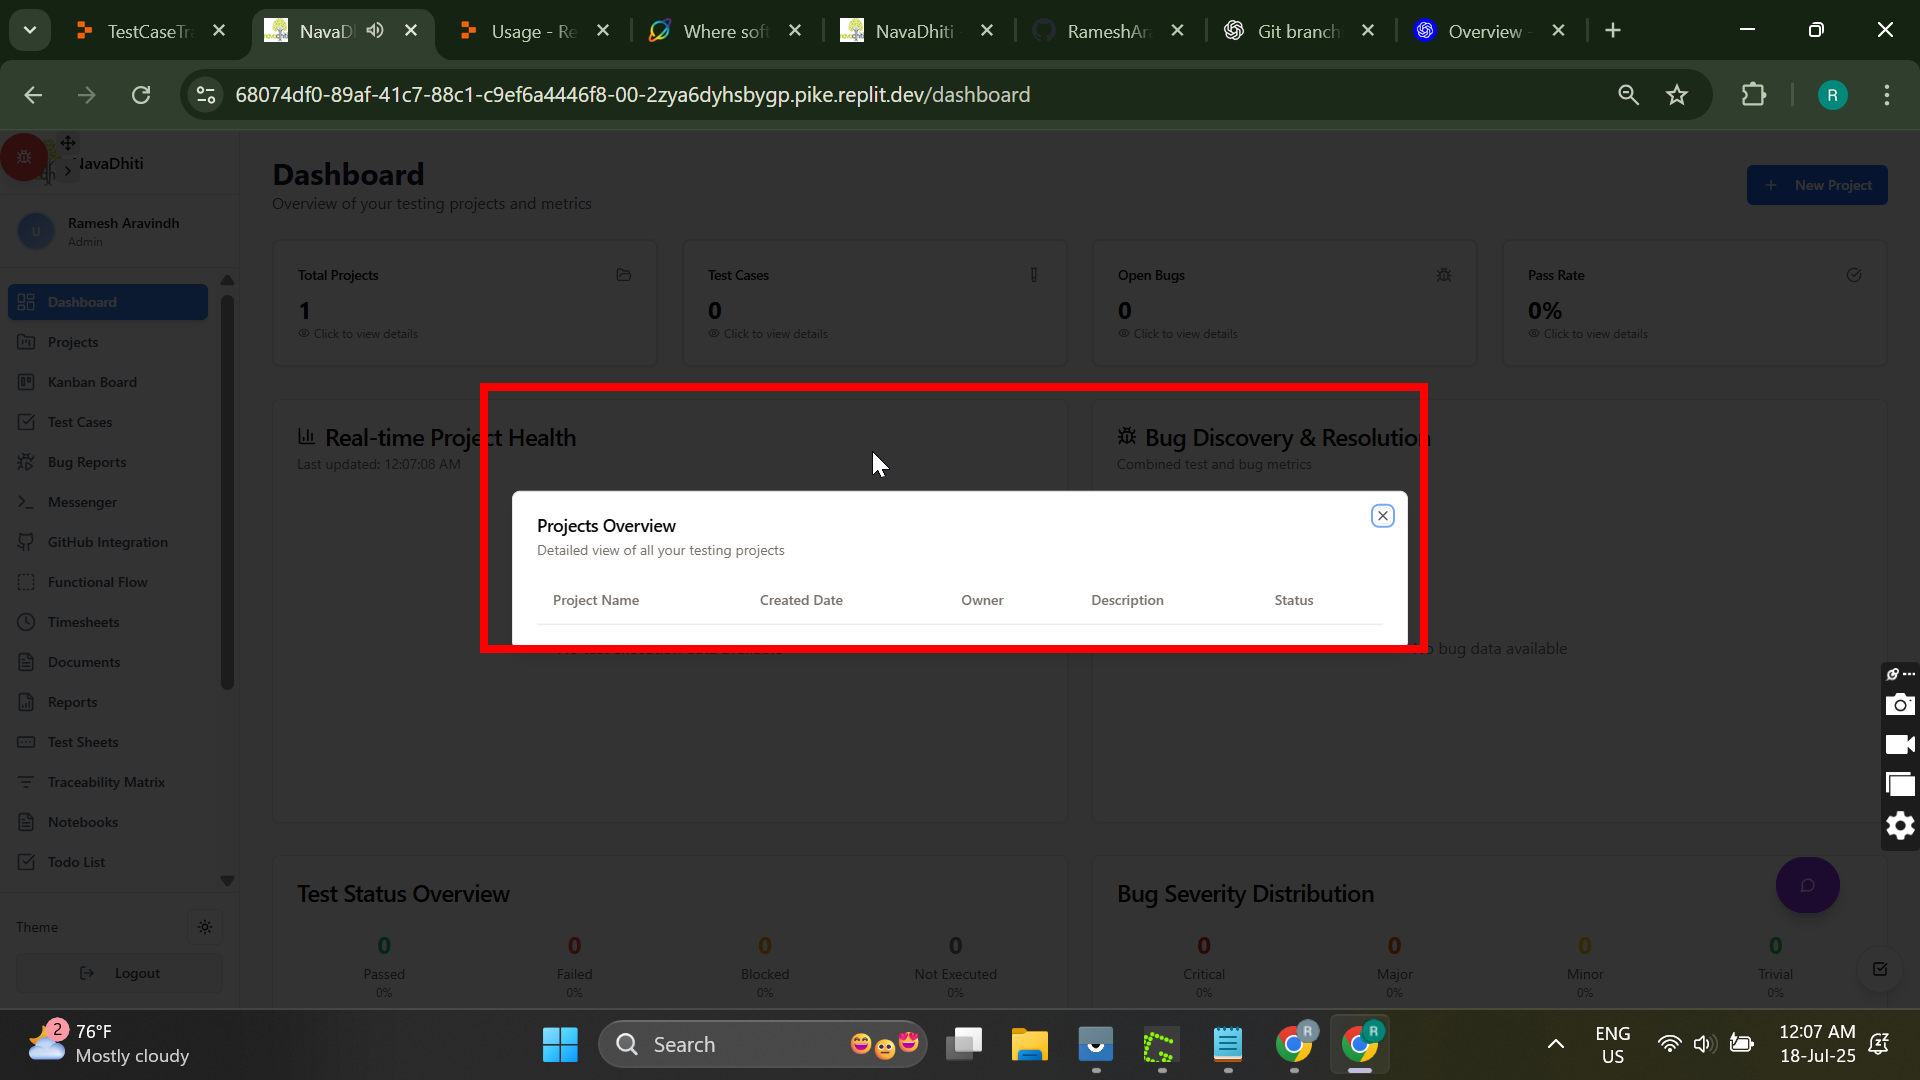 TestCaseTr
NavaD
Usage - Re
Where sof
NavaDhiti
RameshAra
Git branch
Overview -
68074df0-89af-41c7-88c1-c9ef6a4446f8-00-2zya6dyhsbygp.pike.replit.dev/dashboard
R
NavaDhiti
U
Ramesh Aravindh
Admin
Dashboard
Projects
Kanban Board
Test Cases
Bug Reports
Messenger
GitHub Integration
Functional Flow
Timesheets
Documents
Reports
Test Sheets
Traceability Matrix
Notebooks
Todo List
Theme
Logout
Dashboard
Overview of your testing projects and metrics
New Project
Total Projects
1
Click to view details
Test Cases
0
Click to view details
Open Bugs
0
Click to view details
Pass Rate
0%
Click to view details
Real-time Project Health
Last updated: 12:07:08 AM
Bug Discovery & Resolution
Combined test and bug metrics
bug data available
Projects Overview
Detailed view of all your testing projects
Project Name Created Date Owner Description Status
Test Status Overview
0 0 0 0
Passed Failed Blocked Not Executed
0% 0% 0% 0%
Bug Severity Distribution
0 0 0 0
Critical Major Minor Trivial
0% 0% 0% 0%
2
76°F
Mostly cloudy
Search
R
R
ENG
US
12:07 AM
18-Jul-25